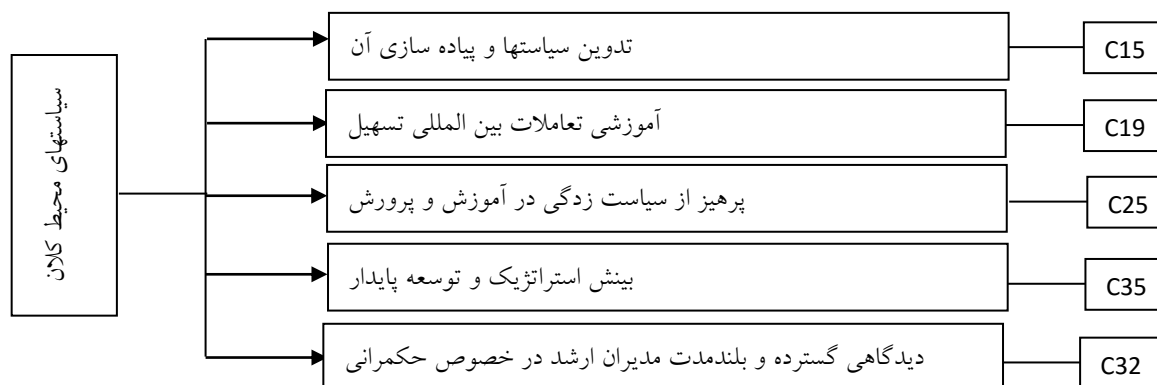 سیاستهای محیط کلان
تدوین سیاستها و پیاده سازی آن
C15
آموزشی تعاملات بین المللی تسهیل
C19
پرهیز از سیاست زدگی در آموزش و پرورش
C25
بینش استراتژیک و توسعه پایدار
C35
دیدگاهی گسترده و بلندمدت مدیران ارشد در خصوص حکمرانی
C32